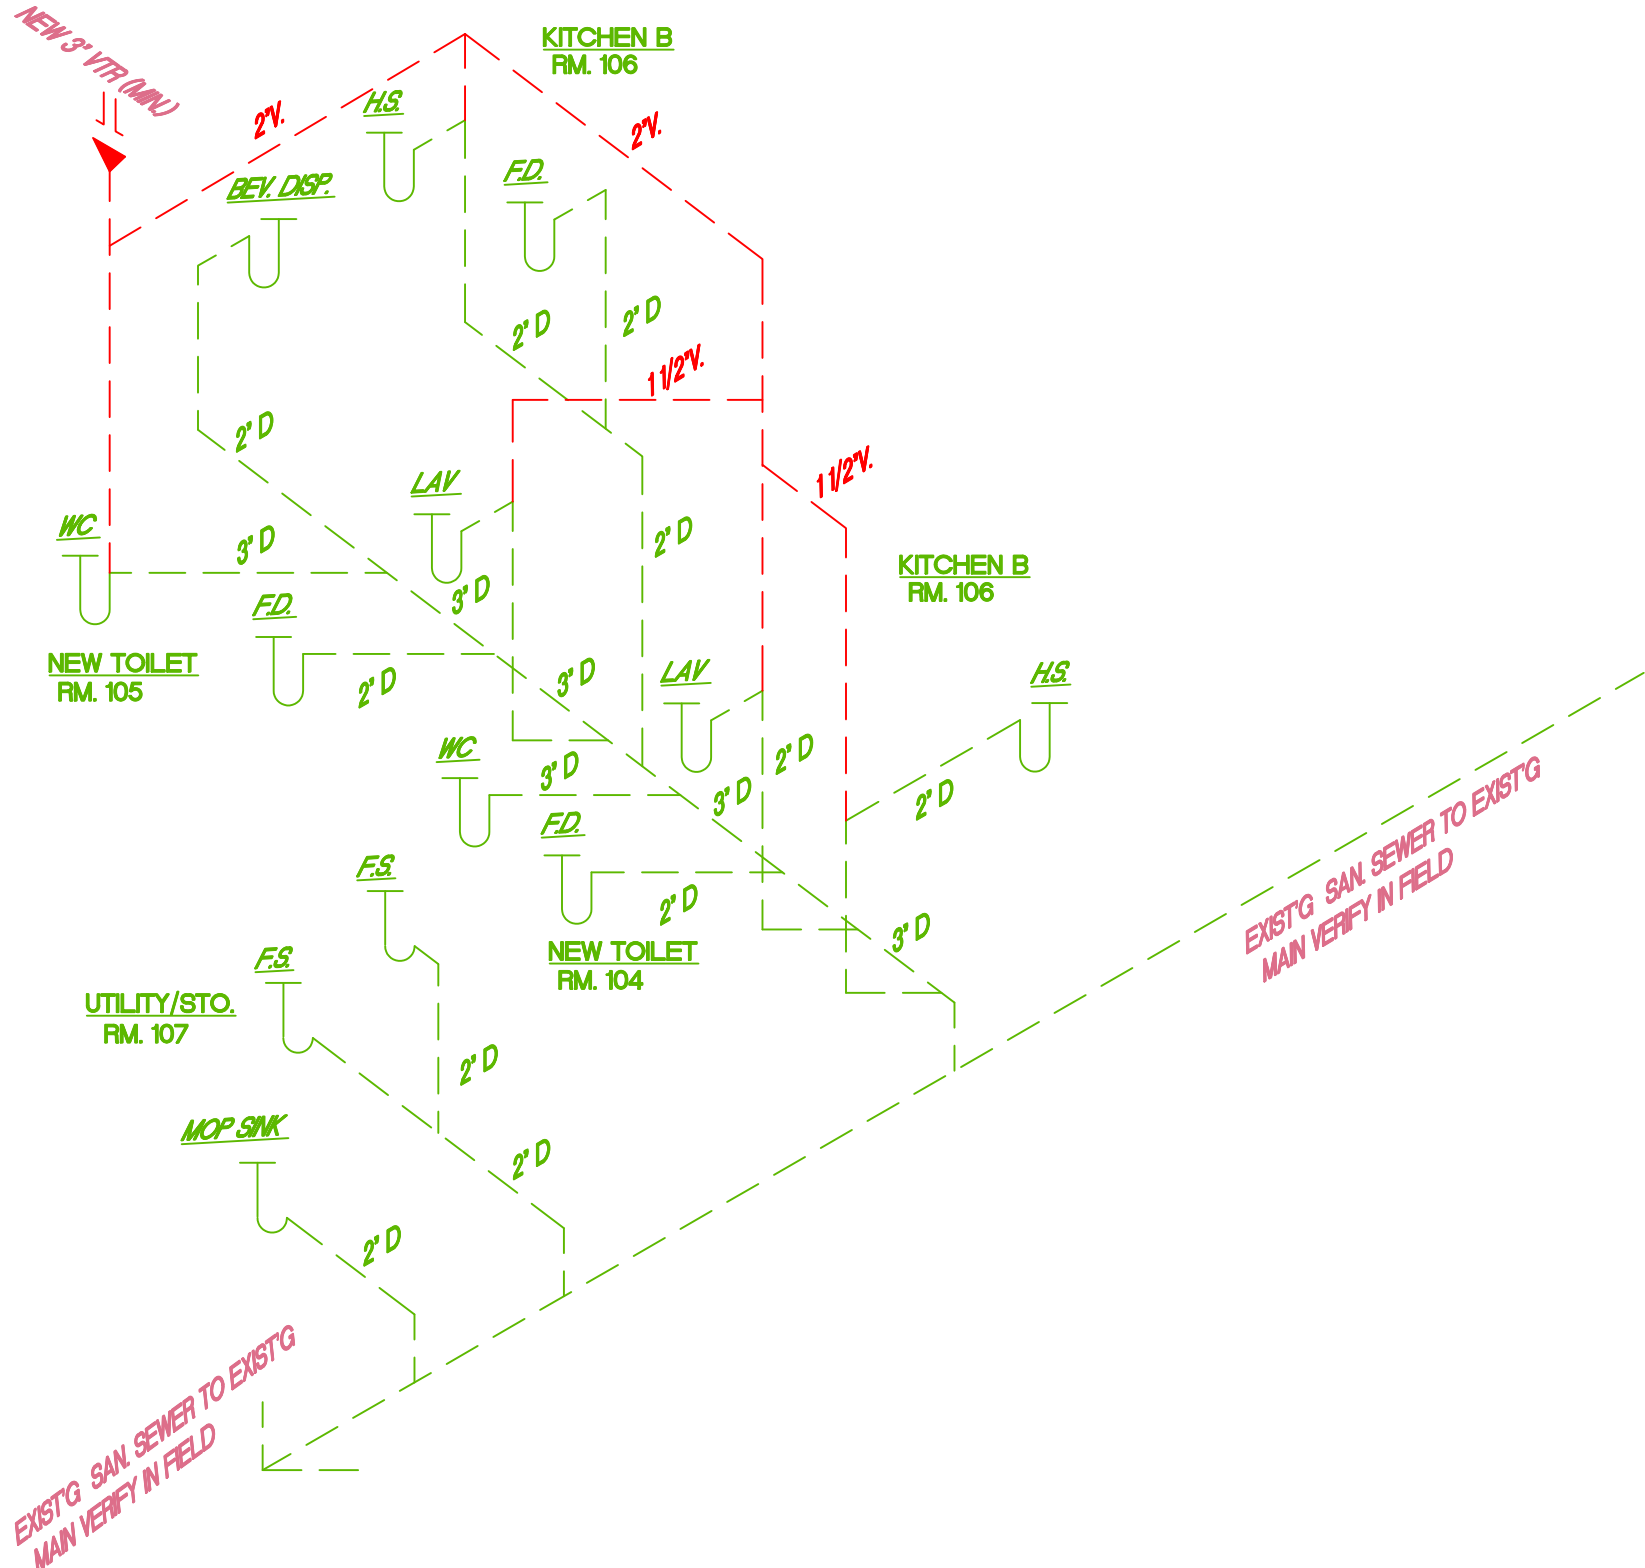 NEW 3" VTR (MIN.)
KITCHEN B
RM. 106
2"V.
H.S.
2"V.
BEV. DISP.
F.D.
2" D
2" D
1 1/2"V.
2" D
LAV
1 1/2"V.
WC
3" D
2" D
KITCHEN B
RM. 106
F.D.
3" D
NEW TOILET
RM. 105
2" D
3" D
LAV
H.S.
WC
3" D
2" D
3" D
2" D
F.D.
F.S.
2" D
NEW TOILET
RM. 104
3" D
EXIST'G SAN. SEWER TO EXIST'G
MAIN VERIFY IN FIELD
F.S.
UTILITY/STO.
RM. 107
2" D
MOP SINK
2" D
2" D
EXIST'G SAN. SEWER TO EXIST'G
MAIN VERIFY IN FIELD